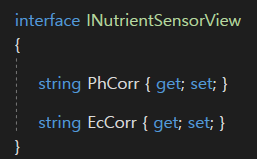 interface INutrientSensorView
{
string PhCorr { get; set; }
string EcCorr { get; set; }
}